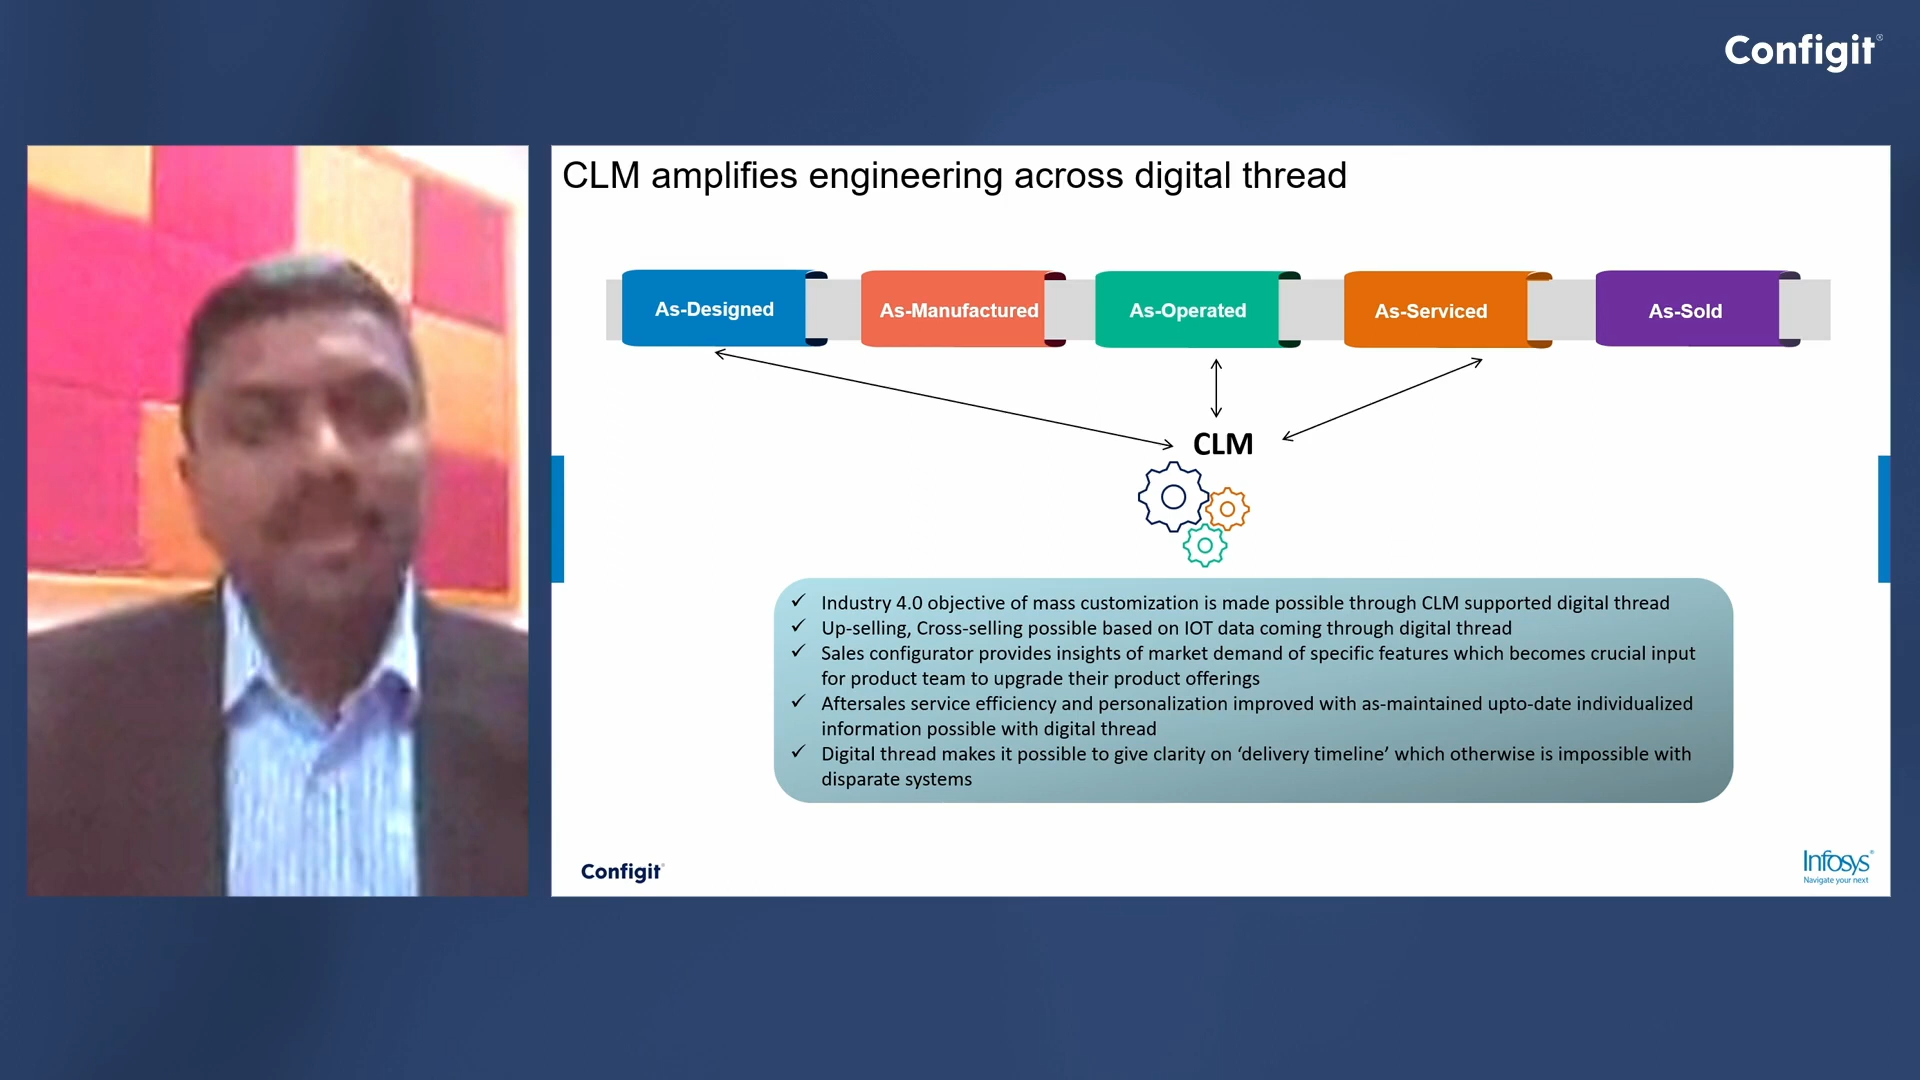 Configit®
CLM amplifies engineering across digital thread
As-Designed
As-Manufactured
As-Operated
As-Serviced
As-Sold
CLM
✓ Industry 4.0 objective of mass customization is made possible through CLM supported digital thread
✓ Up-selling, Cross-selling possible based on IOT data coming through digital thread
✓ Sales configurator provides insights of market demand of specific features which becomes crucial input
for product team to upgrade their product offerings
✓ Aftersales service efficiency and personalization improved with as-maintained upto-date individualized
information possible with digital thread
✓ Digital thread makes it possible to give clarity on ‘delivery timeline’ which otherwise is impossible with
disparate systems
Configit®
Infosys®
Navigate your next